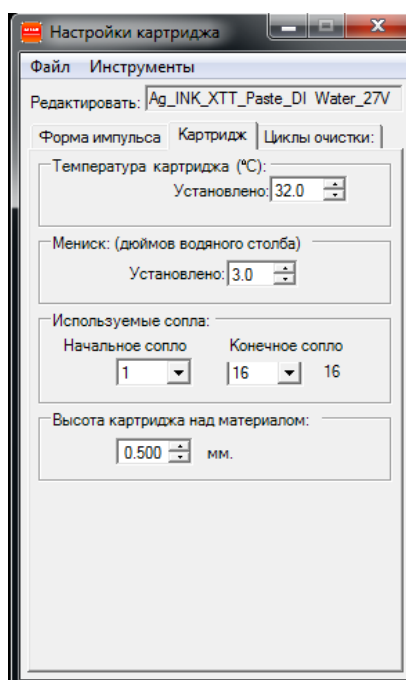 Настройки картриджа
Файл Инструменты
Редактировать: Ag_INK_XTT_Paste_DI Water_27V
Форма импульса Картридж Циклы очистки:
Температура картриджа (°C):
Установлено: 32.0
Мениск: (дюймов водяного столба)
Установлено: 3.0
Используемые сопла:
Начальное сопло Конечное сопло
1 16 16
Высота картриджа над материалом:
0.500 мм.